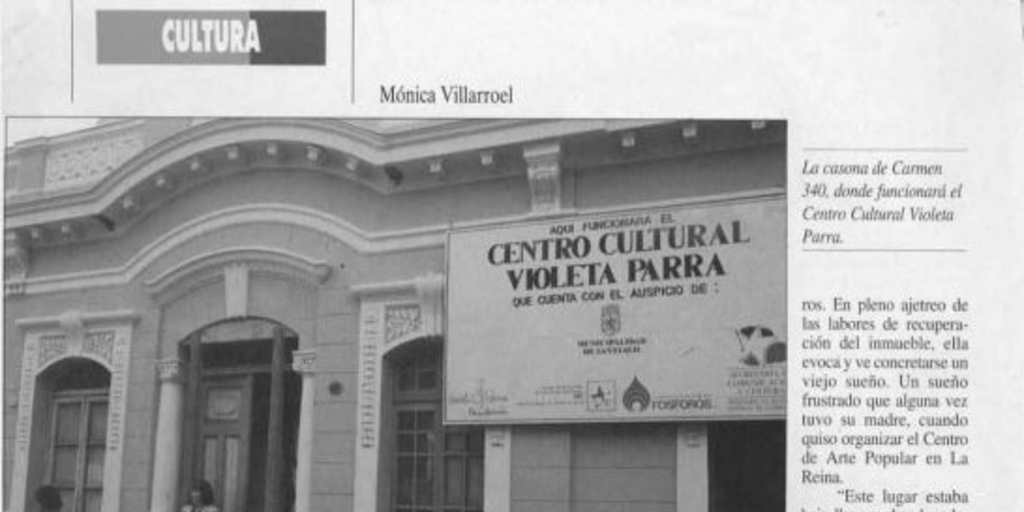 CULTURA
Mónica Villarroel
AQUI FUNCIONARA EL
CENTRO CULTURAL
VIOLETA PARRA
QUE CUENTA CON EL AUSPICIO DE :
MUNICIPALIDAD
DE SANTIAGO
FOSFOROS
La casona de Carmen
340, donde funcionará el
Centro Cultural Violeta
Parra.
ros. En pleno ajetreo de
las labores de recupera-
ción del inmueble, ella
evoca y ve concretarse un
viejo sueño. Un sueño
frustrado que alguna vez
tuvo su madre, cuando
quiso organizar el Centro
de Arte Popular en La
Reina.
“Este lugar estaba